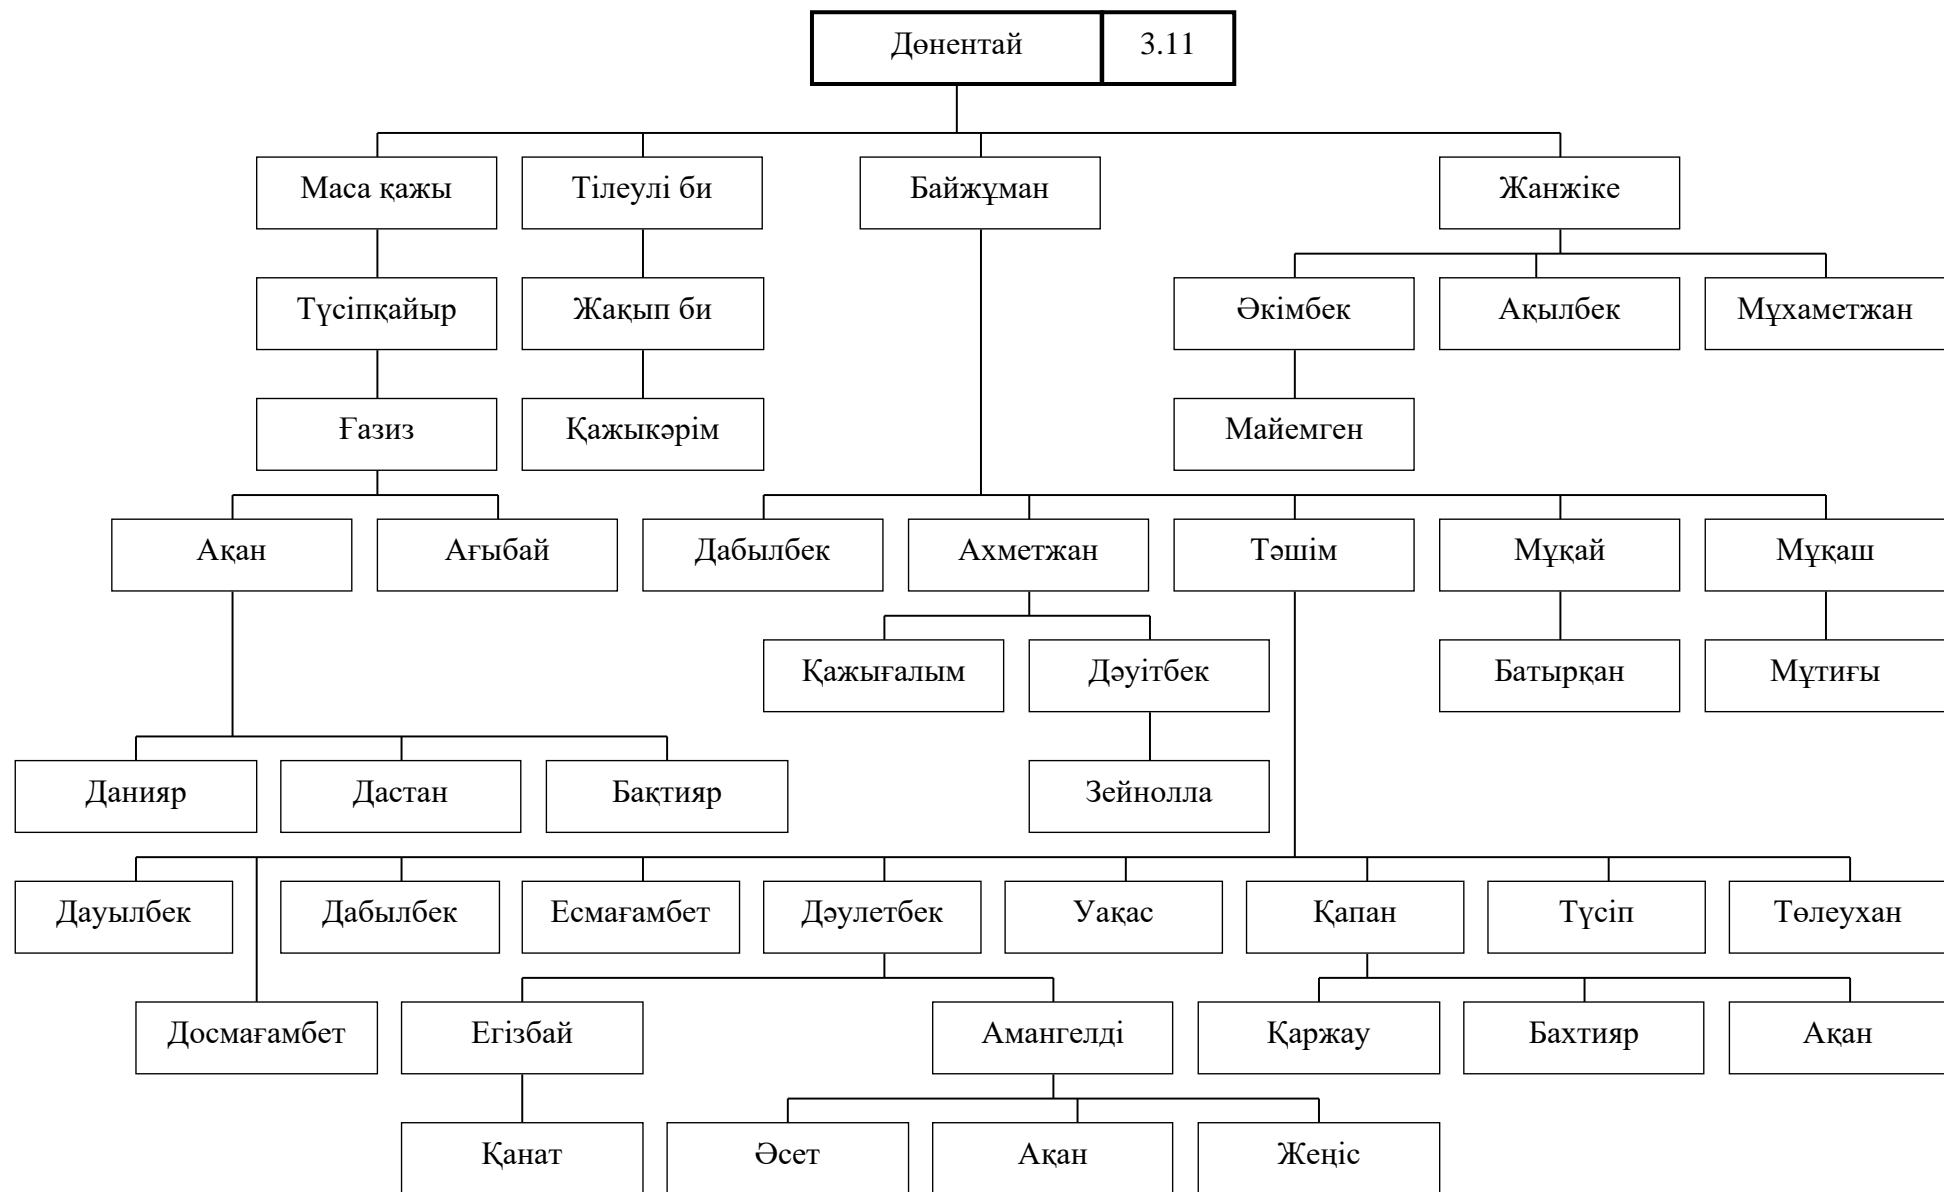 Дөнентай 3.11
Маса қажы Тілеулі би Байжұман Жанжіке
Түсіпқайыр Жақып би Әкімбек Ақылбек Мұхаметжан
Ғазиз Қажыкәрім Майемген
Ақан Ағыбай Дабылбек Ахметжан Тәшім Мұқай Мұқаш
Қажығалым Дәуітбек Батырқан Мұтиғы
Данияр Дастан Бақтияр Зейнолла
Дауылбек Дабылбек Есмағамбет Дәулетбек Уақас Қапан Түсіп Төлеухан
Досмағамбет Егізбай Амангелді Қаржау Бахтияр Ақан
Қанат Әсет Ақан Жеңіс